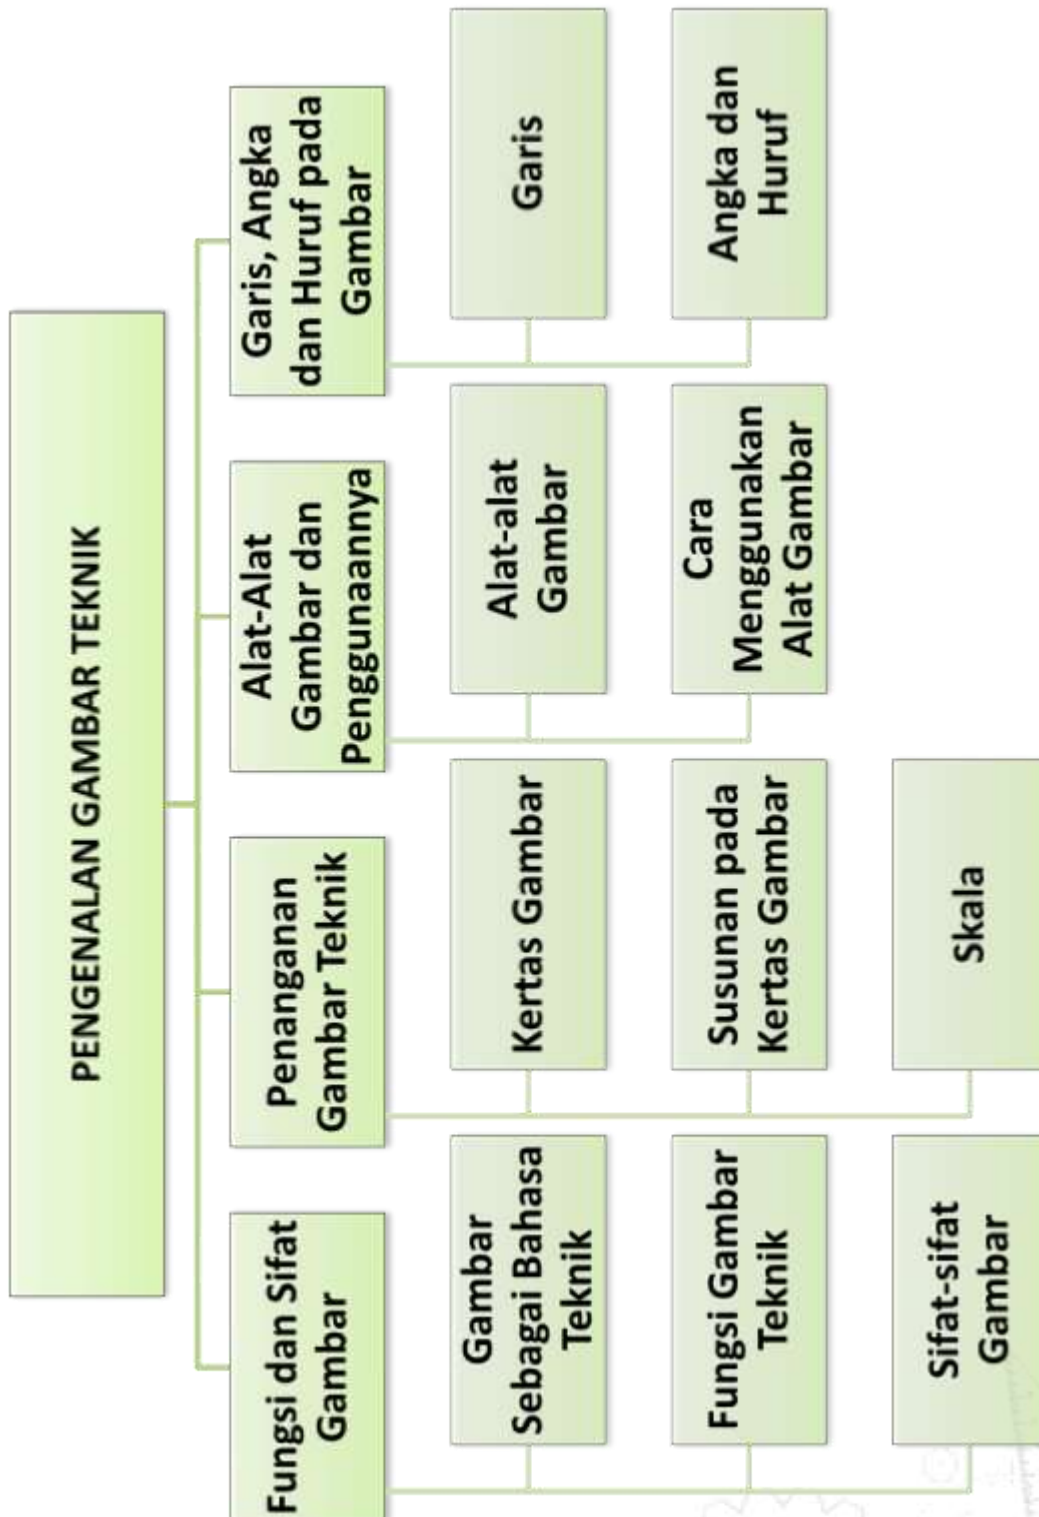 PENGENALAN GAMBAR TEKNIK
Fungsi dan Sifat
Gambar
Gambar
Sebagai Bahasa
Teknik
Fungsi Gambar
Teknik
Sifat-sifat
Gambar
Penanganan
Gambar Teknik
Kertas Gambar
Susunan pada
Kertas Gambar
Skala
Alat-Alat
Gambar dan
Penggunaannya
Alat-alat
Gambar
Cara
Menggunakan
Alat Gambar
Garis, Angka
dan Huruf pada
Gambar
Garis
Angka dan
Huruf